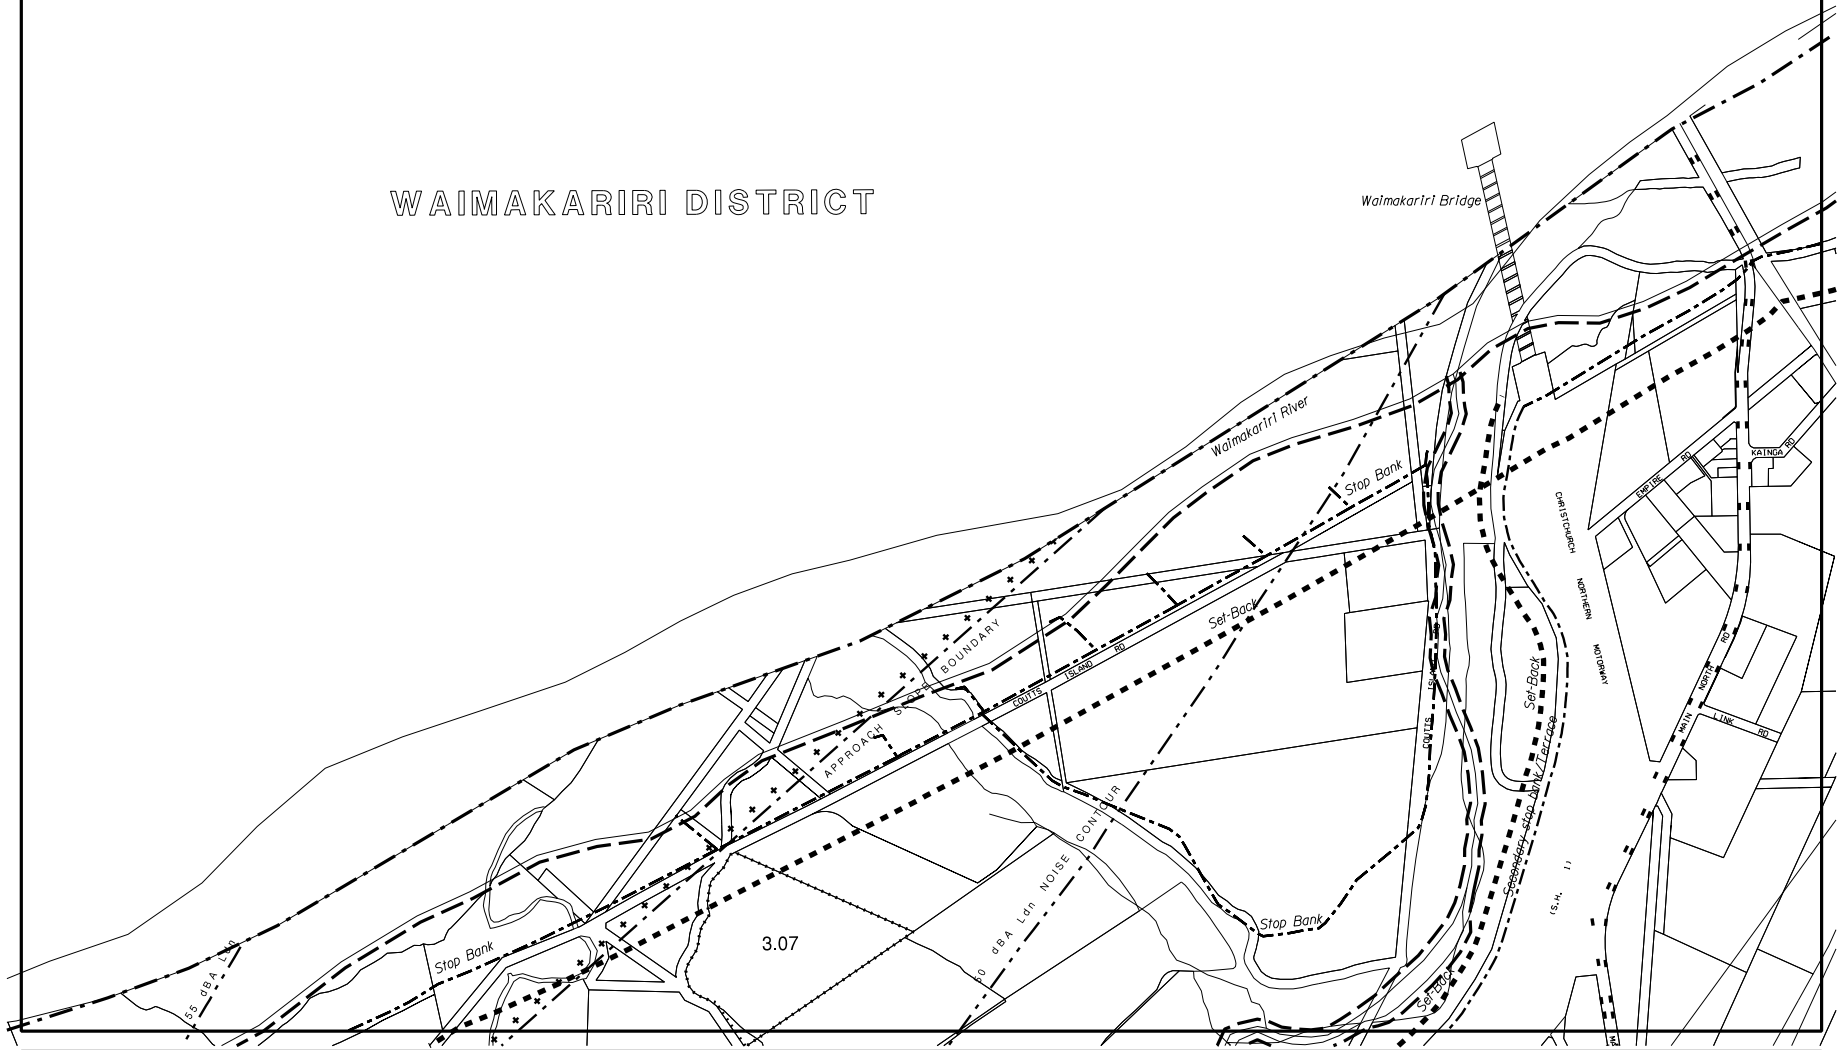 WAIMAKARIRI DISTRICT
Waimakariri Bridge
Waimakariri River
Stop Bank
KAINGA
RD
EMPIRE
RD
CHRISTCHURCH
NORTHERN
MOTORWAY
(S.H. 1)
Set-Back
APPROACH SLOPE BOUNDARY
COUTTS
ISLAND
RD
COUTTS
ISLAND
RD
Set-Back
Secondary stop bank/Terrace
MAIN
NORTH
RD
LINK
RD
50 dBA Ldn NOISE CONTOUR
Stop Bank
3.07
Stop Bank
55 dBA Ldn
Set-Back